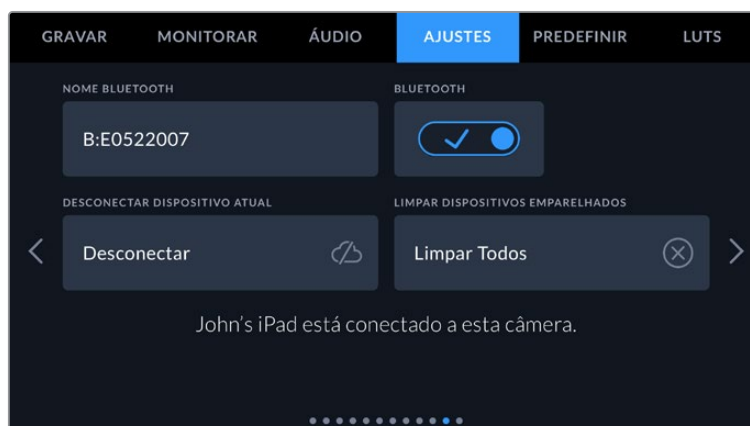 GRAVAR MONITORAR ÁUDIO AJUSTES PREDEFINIR LUTS
NOME BLUETOOTH BLUETOOTH
B:E0522007
DESCONECTAR DISPOSITIVO ATUAL LIMPAR DISPOSITIVOS EMPARELHADOS
Desconectar Limpar Todos
John's iPad está conectado a esta câmera.